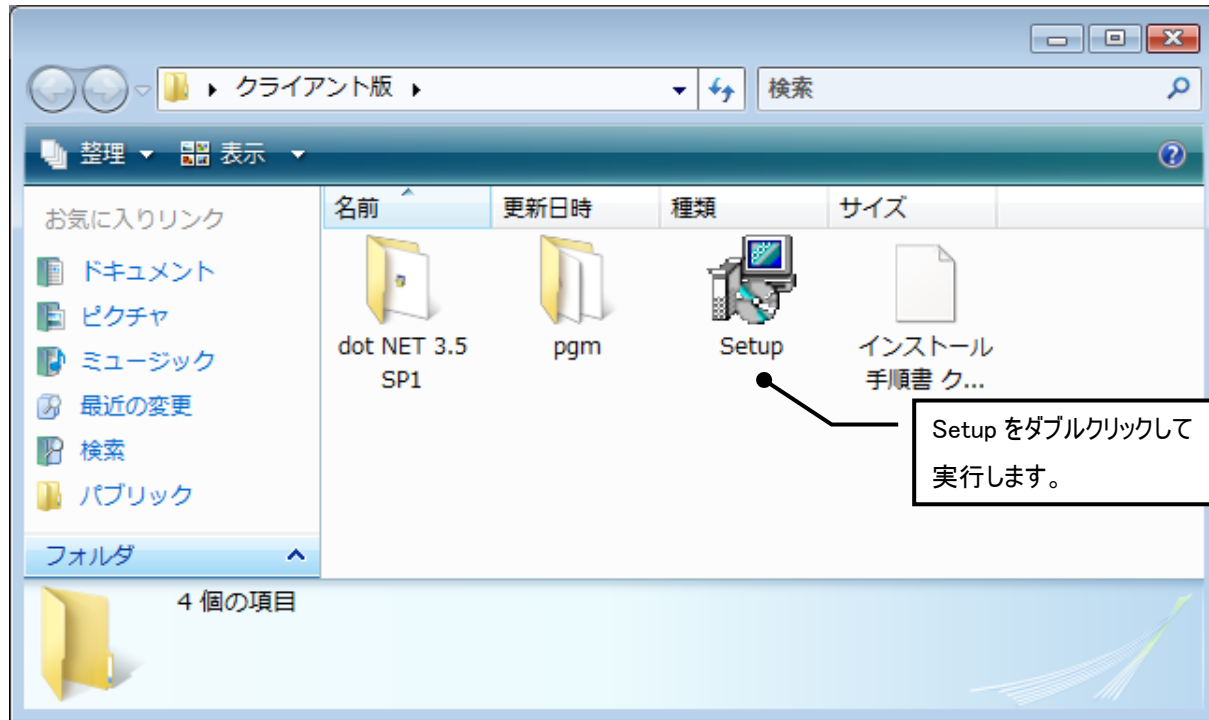 クライアント版
検索
整理 表示
お気に入りリンク
ドキュメント
ピクチャ
ミュージック
最近の変更
検索
パブリック
フォルダ
名前 更新日時 種類 サイズ
dot NET 3.5
SP1
pgm
Setup
インストール
手順書 ク...
Setup をダブルクリックして
実行します。
4 個の項目